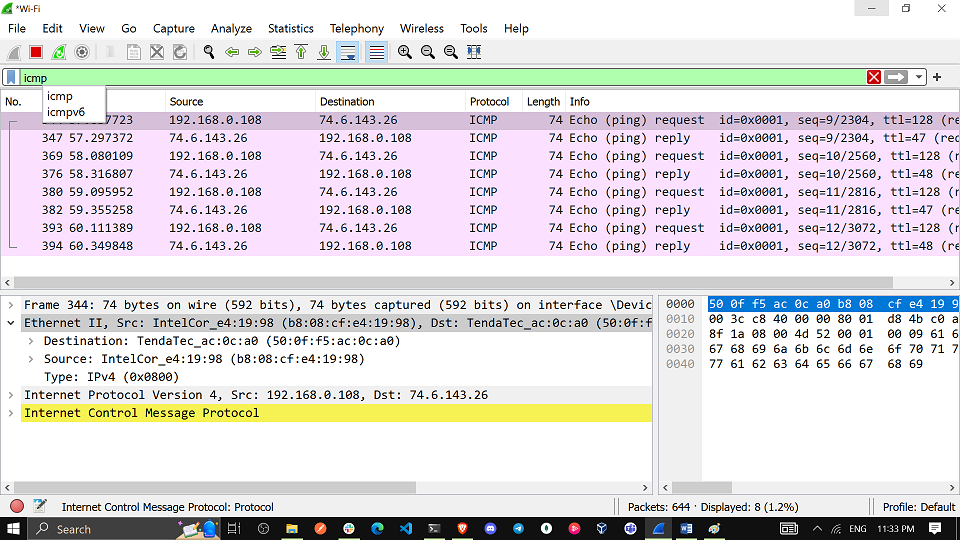 *Wi-Fi
File Edit View Go Capture Analyze Statistics Telephony Wireless Tools Help
icmp
icmp
icmpv6
No. Source Destination Protocol Length Info
7723 192.168.0.108 74.6.143.26 ICMP 74 Echo (ping) request id=0x0001, seq=9/2304, ttl=128 (re
347 57.297372 74.6.143.26 192.168.0.108 ICMP 74 Echo (ping) reply id=0x0001, seq=9/2304, ttl=47 (req
369 58.080109 192.168.0.108 74.6.143.26 ICMP 74 Echo (ping) request id=0x0001, seq=10/2560, ttl=128 (r
376 58.316807 74.6.143.26 192.168.0.108 ICMP 74 Echo (ping) reply id=0x0001, seq=10/2560, ttl=48 (re
380 59.095952 192.168.0.108 74.6.143.26 ICMP 74 Echo (ping) request id=0x0001, seq=11/2816, ttl=128 (r
382 59.355258 74.6.143.26 192.168.0.108 ICMP 74 Echo (ping) reply id=0x0001, seq=11/2816, ttl=47 (re
393 60.111389 192.168.0.108 74.6.143.26 ICMP 74 Echo (ping) request id=0x0001, seq=12/3072, ttl=128 (r
394 60.349848 74.6.143.26 192.168.0.108 ICMP 74 Echo (ping) reply id=0x0001, seq=12/3072, ttl=48 (re
Frame 344: 74 bytes on wire (592 bits), 74 bytes captured (592 bits) on interface \Devic
Ethernet II, Src: IntelCor_e4:19:98 (b8:08:cf:e4:19:98), Dst: TendaTec_ac:0c:a0 (50:0f:f
Destination: TendaTec_ac:0c:a0 (50:0f:f5:ac:0c:a0)
Source: IntelCor_e4:19:98 (b8:08:cf:e4:19:98)
Type: IPv4 (0x0800)
Internet Protocol Version 4, Src: 192.168.0.108, Dst: 74.6.143.26
Internet Control Message Protocol
0000 50 0f f5 ac 0c a0 b8 08 cf e4 19 9
0010 00 3c c8 40 00 00 80 01 d8 4b c0 a
0020 8f 1a 08 00 4d 52 00 01 00 09 61 6
0030 67 68 69 6a 6b 6c 6d 6e 6f 70 71 7
0040 77 61 62 63 64 65 66 67 68 69
Internet Control Message Protocol: Protocol
Packets: 644 · Displayed: 8 (1.2%)
Profile: Default
Search
ENG 11:33 PM